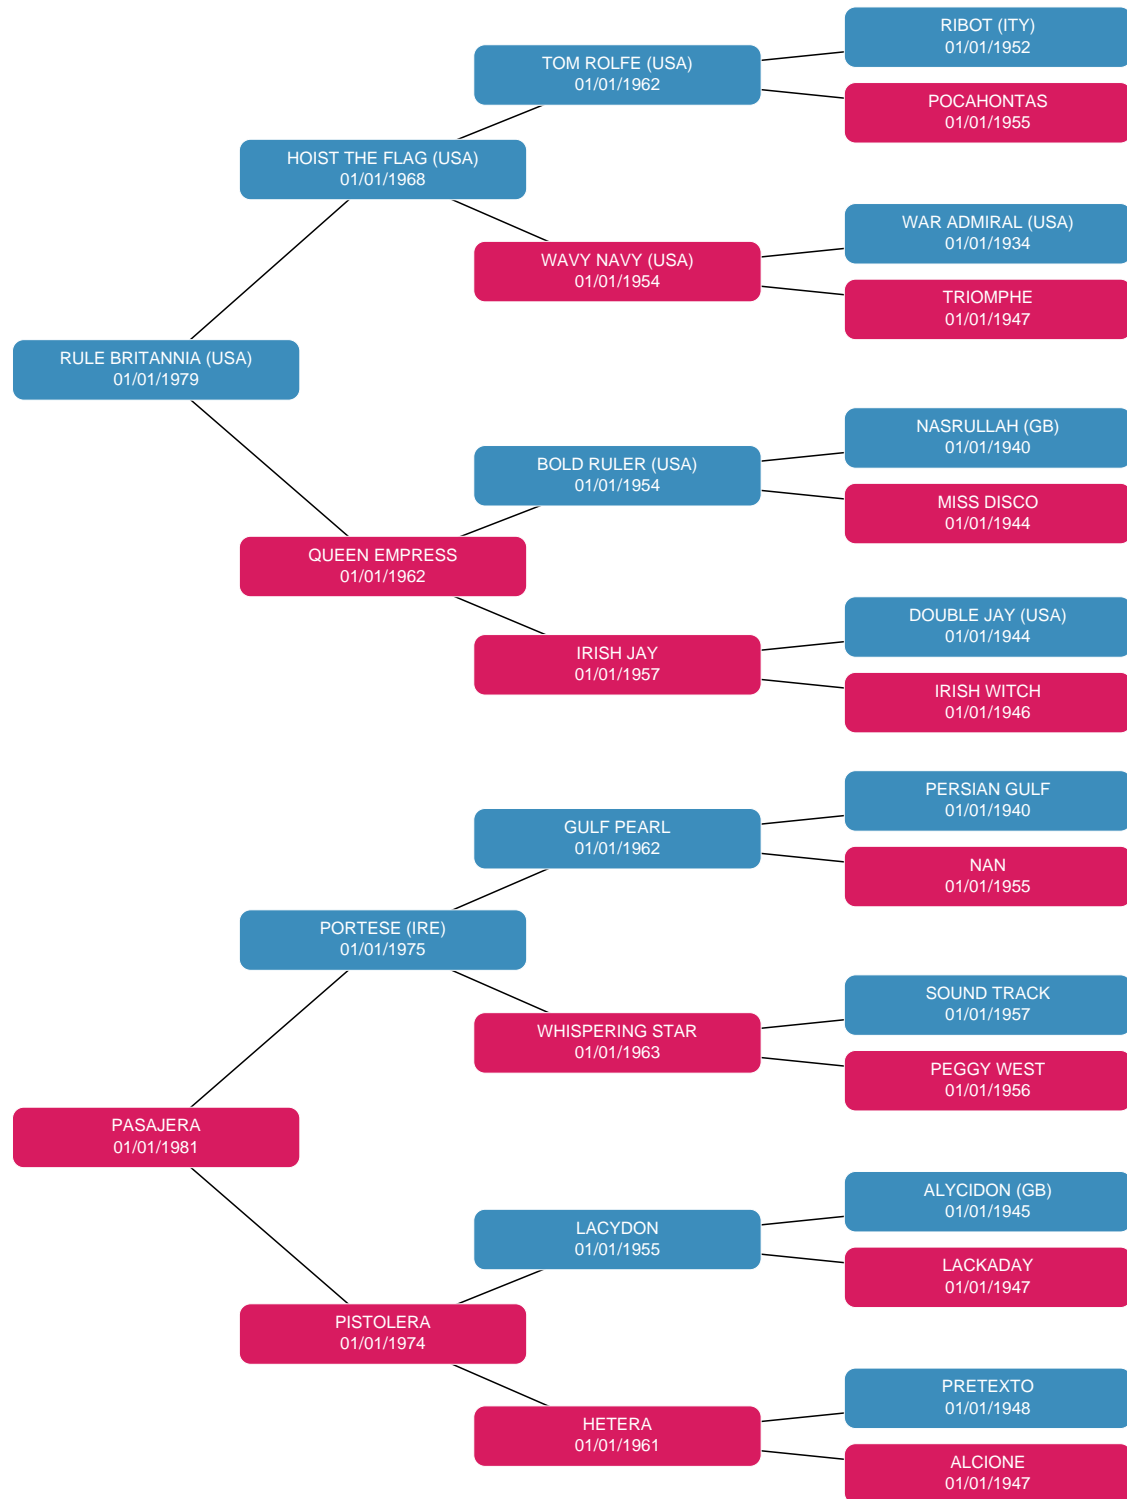 RIBOT (ITY)
01/01/1952
TOM ROLFE (USA)
01/01/1962
POCAHONTAS
01/01/1955
HOIST THE FLAG (USA)
01/01/1968
WAR ADMIRAL (USA)
01/01/1934
WAVY NAVY (USA)
01/01/1954
TRIOMPHE
01/01/1947
RULE BRITANNIA (USA)
01/01/1979
NASRULLAH (GB)
01/01/1940
BOLD RULER (USA)
01/01/1954
MISS DISCO
01/01/1944
QUEEN EMPRESS
01/01/1962
DOUBLE JAY (USA)
01/01/1944
IRISH JAY
01/01/1957
IRISH WITCH
01/01/1946
PERSIAN GULF
01/01/1940
GULF PEARL
01/01/1962
NAN
01/01/1955
PORTESE (IRE)
01/01/1975
SOUND TRACK
01/01/1957
WHISPERING STAR
01/01/1963
PEGGY WEST
01/01/1956
PASAJERA
01/01/1981
ALYCIDON (GB)
01/01/1945
LACYDON
01/01/1955
LACKADAY
01/01/1947
PISTOLERA
01/01/1974
PRETEXTO
01/01/1948
HETERA
01/01/1961
ALCIONE
01/01/1947